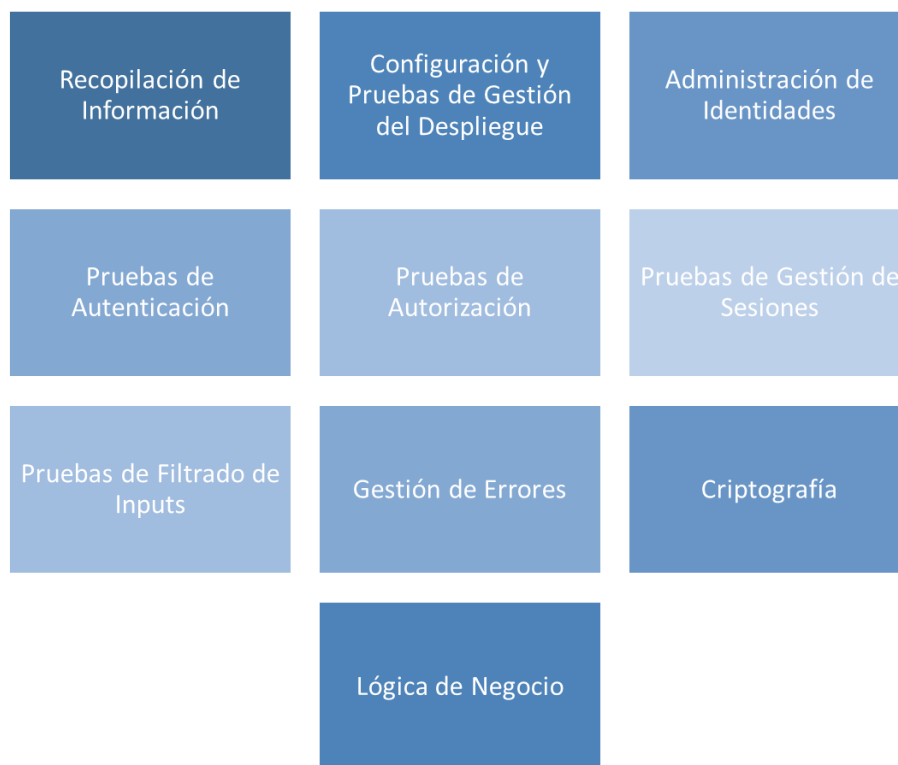 Recopilación de
Información
Configuración y
Pruebas de Gestión
del Despliegue
Administración de
Identidades
Pruebas de
Autenticación
Pruebas de
Autorización
Pruebas de Gestión de
Sesiones
Pruebas de Filtrado de
Inputs
Gestión de Errores
Criptografía
Lógica de Negocio